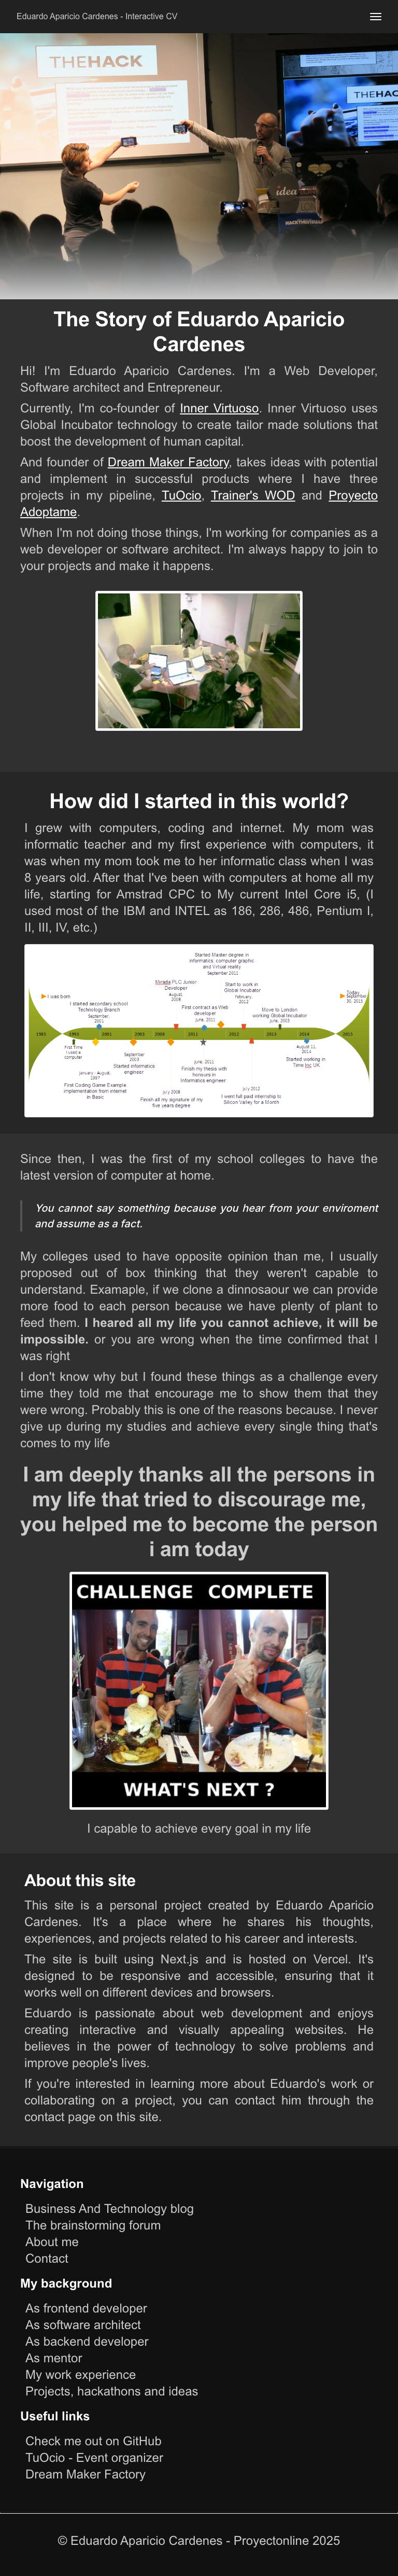 Eduardo Aparicio Cardenes - Interactive CV
THEHACK
THEHACK
idea
The Story of Eduardo Aparicio
Cardenes
Hi! I'm Eduardo Aparicio Cardenes. I'm a Web Developer,
Software architect and Entrepreneur.
Currently, I'm co-founder of Inner Virtuoso. Inner Virtuoso uses
Global Incubator technology to create tailor made solutions that
boost the development of human capital.
And founder of Dream Maker Factory, takes ideas with potential
and implement in successful products where I have three
projects in my pipeline, TuOcio, Trainer's WOD and Proyecto
Adoptame.
When I'm not doing those things, I'm working for companies as a
web developer or software architect. I'm always happy to join to
your projects and make it happens.
How did I started in this world?
I grew with computers, coding and internet. My mom was
informatic teacher and my first experience with computers, it
was when my mom took me to her informatic class when I was
8 years old. After that I've been with computers at home all my
life, starting for Amstrad CPC to My current Intel Core i5, (I
used most of the IBM and INTEL as 186, 286, 486, Pentium I,
II, III, IV, etc.)
Started Master degree in
informatics, computer graphic
and Virtual reality
September 2011
Mirada PLC Junior
Developer
August,
2008
Start to work in
Global Incubator
February,
2012
Today
September
30, 2015
I was born
I started secondary school
Technology Branch
September,
First contract as Web
developer
june, 2011
Move to London
working Global Incubator
june, 2013
2011
2012
2013
2014
2015
First Time
I used a
computer
January - August,
1997
First Coding Game Example
implementation from internet
in Basic
September
2003
Started informatics
engineer
july 2008
Finish all my signature of my
five years degree
june, 2011
Finish my thesis with
honours in
informatics engineer
july 2012
I went full paid internship to
Silicon Valley for a Month
August 11,
2014
Started working in
Time Inc UK
Since then, I was the first of my school colleges to have the
latest version of computer at home.
You cannot say something because you hear from your enviroment
and assume as a fact.
My colleges used to have opposite opinion than me, I usually
proposed out of box thinking that they weren't capable to
understand. Examaple, if we clone a dinnosaour we can provide
more food to each person because we have plenty of plant to
feed them. I heared all my life you cannot achieve, it will be
impossible. or you are wrong when the time confirmed that I
was right
I don't know why but I found these things as a challenge every
time they told me that encourage me to show them that they
were wrong. Probably this is one of the reasons because. I never
give up during my studies and achieve every single thing that's
comes to my life
I am deeply thanks all the persons in
my life that tried to discourage me,
you helped me to become the person
i am today
CHALLENGE COMPLETE
WHAT'S NEXT ?
I capable to achieve every goal in my life
About this site
This site is a personal project created by Eduardo Aparicio
Cardenes. It's a place where he shares his thoughts,
experiences, and projects related to his career and interests.
The site is built using Next.js and is hosted on Vercel. It's
designed to be responsive and accessible, ensuring that it
works well on different devices and browsers.
Eduardo is passionate about web development and enjoys
creating interactive and visually appealing websites. He
believes in the power of technology to solve problems and
improve people's lives.
If you're interested in learning more about Eduardo's work or
collaborating on a project, you can contact him through the
contact page on this site.
Navigation
Business And Technology blog
The brainstorming forum
About me
Contact
My background
As frontend developer
As software architect
As backend developer
As mentor
My work experience
Projects, hackathons and ideas
Useful links
Check me out on GitHub
TuOcio - Event organizer
Dream Maker Factory
© Eduardo Aparicio Cardenes - Proyectonline 2025